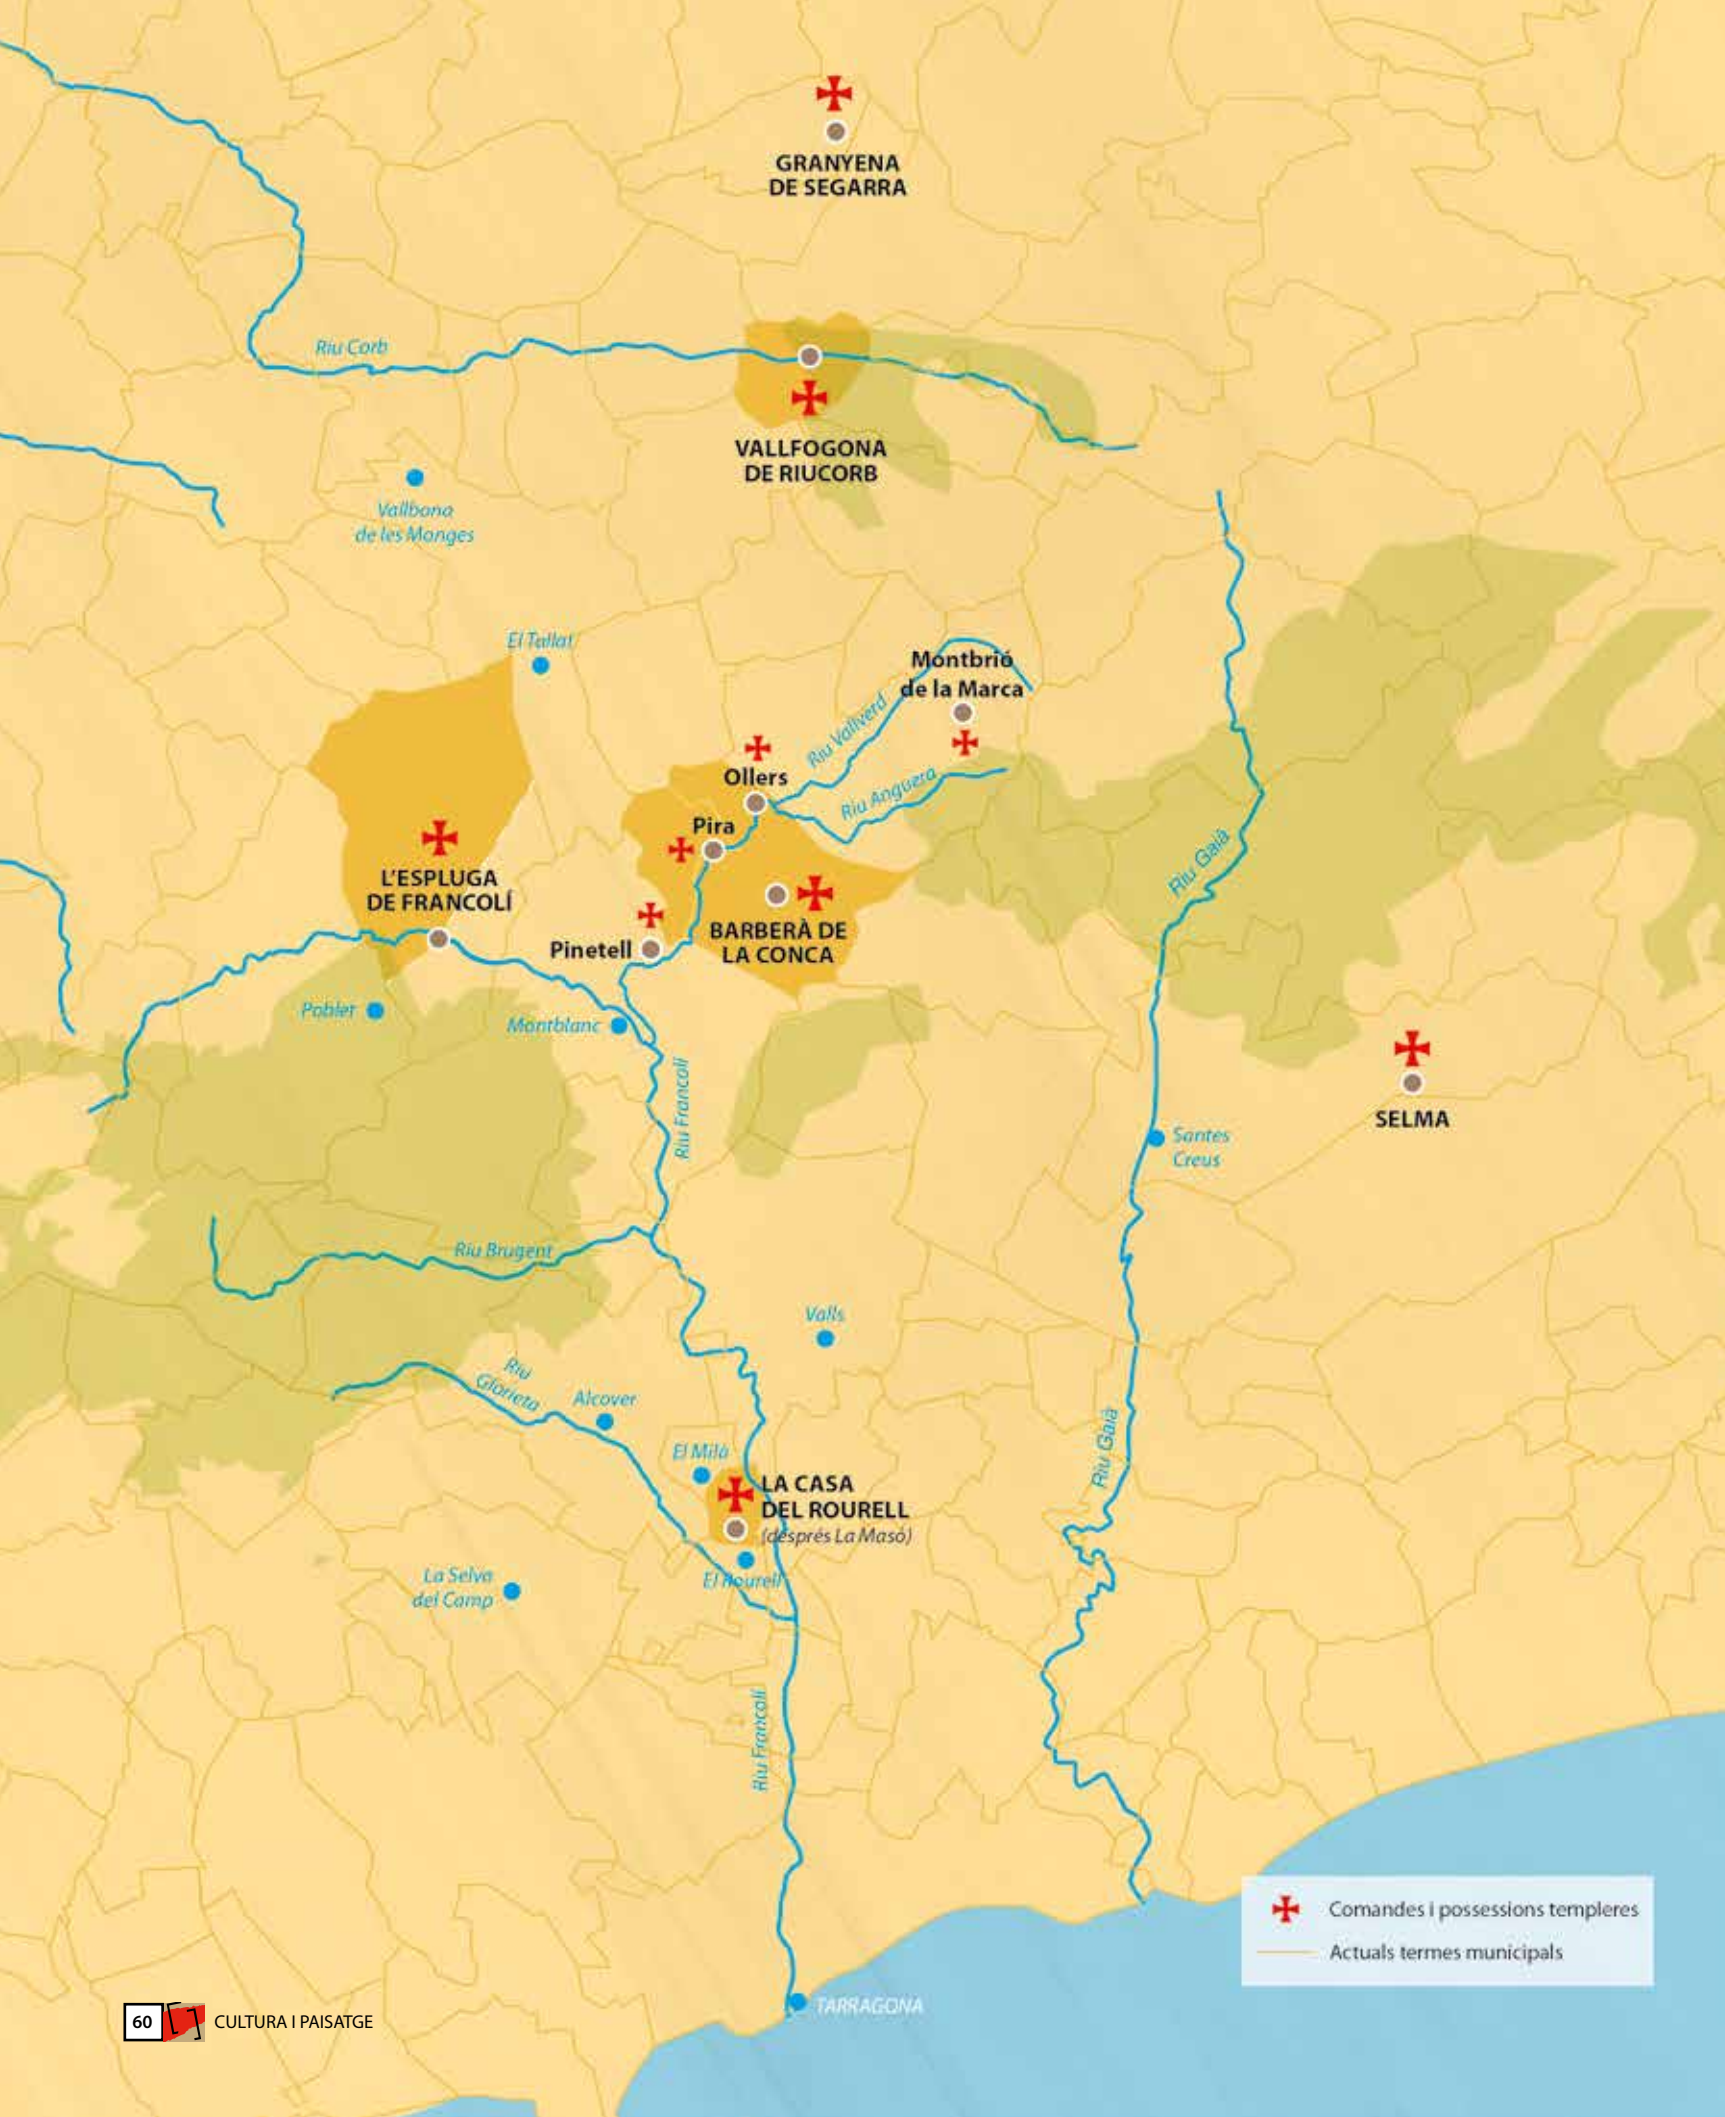 GRANYENA
DE SEGARRA
Riu Corb
VALLFOGONA
DE RIUCORB
Vallbona
de les Monges
El Tallat
Montbrió
de la Marca
Riu Vallverd
Ollers
Riu Anguera
Pira
Riu Gaià
L'ESPLUGA
DE FRANCOLÍ
BARBERÀ DE
LA CONCA
Pinetell
Poblet
Montblanc
Riu Francolí
SELMA
Santes
Creus
Riu Brugent
Valls
Riu
Glorieta
Alcover
Riu Gaià
El Milà
LA CASA
DEL ROURELL
(després La Masó)
El Rourell
La Selva
del Camp
Riu Francolí
Comandes i possessions templeres
Actuals termes municipals
TARRAGONA
60 CULTURA I PAISATGE